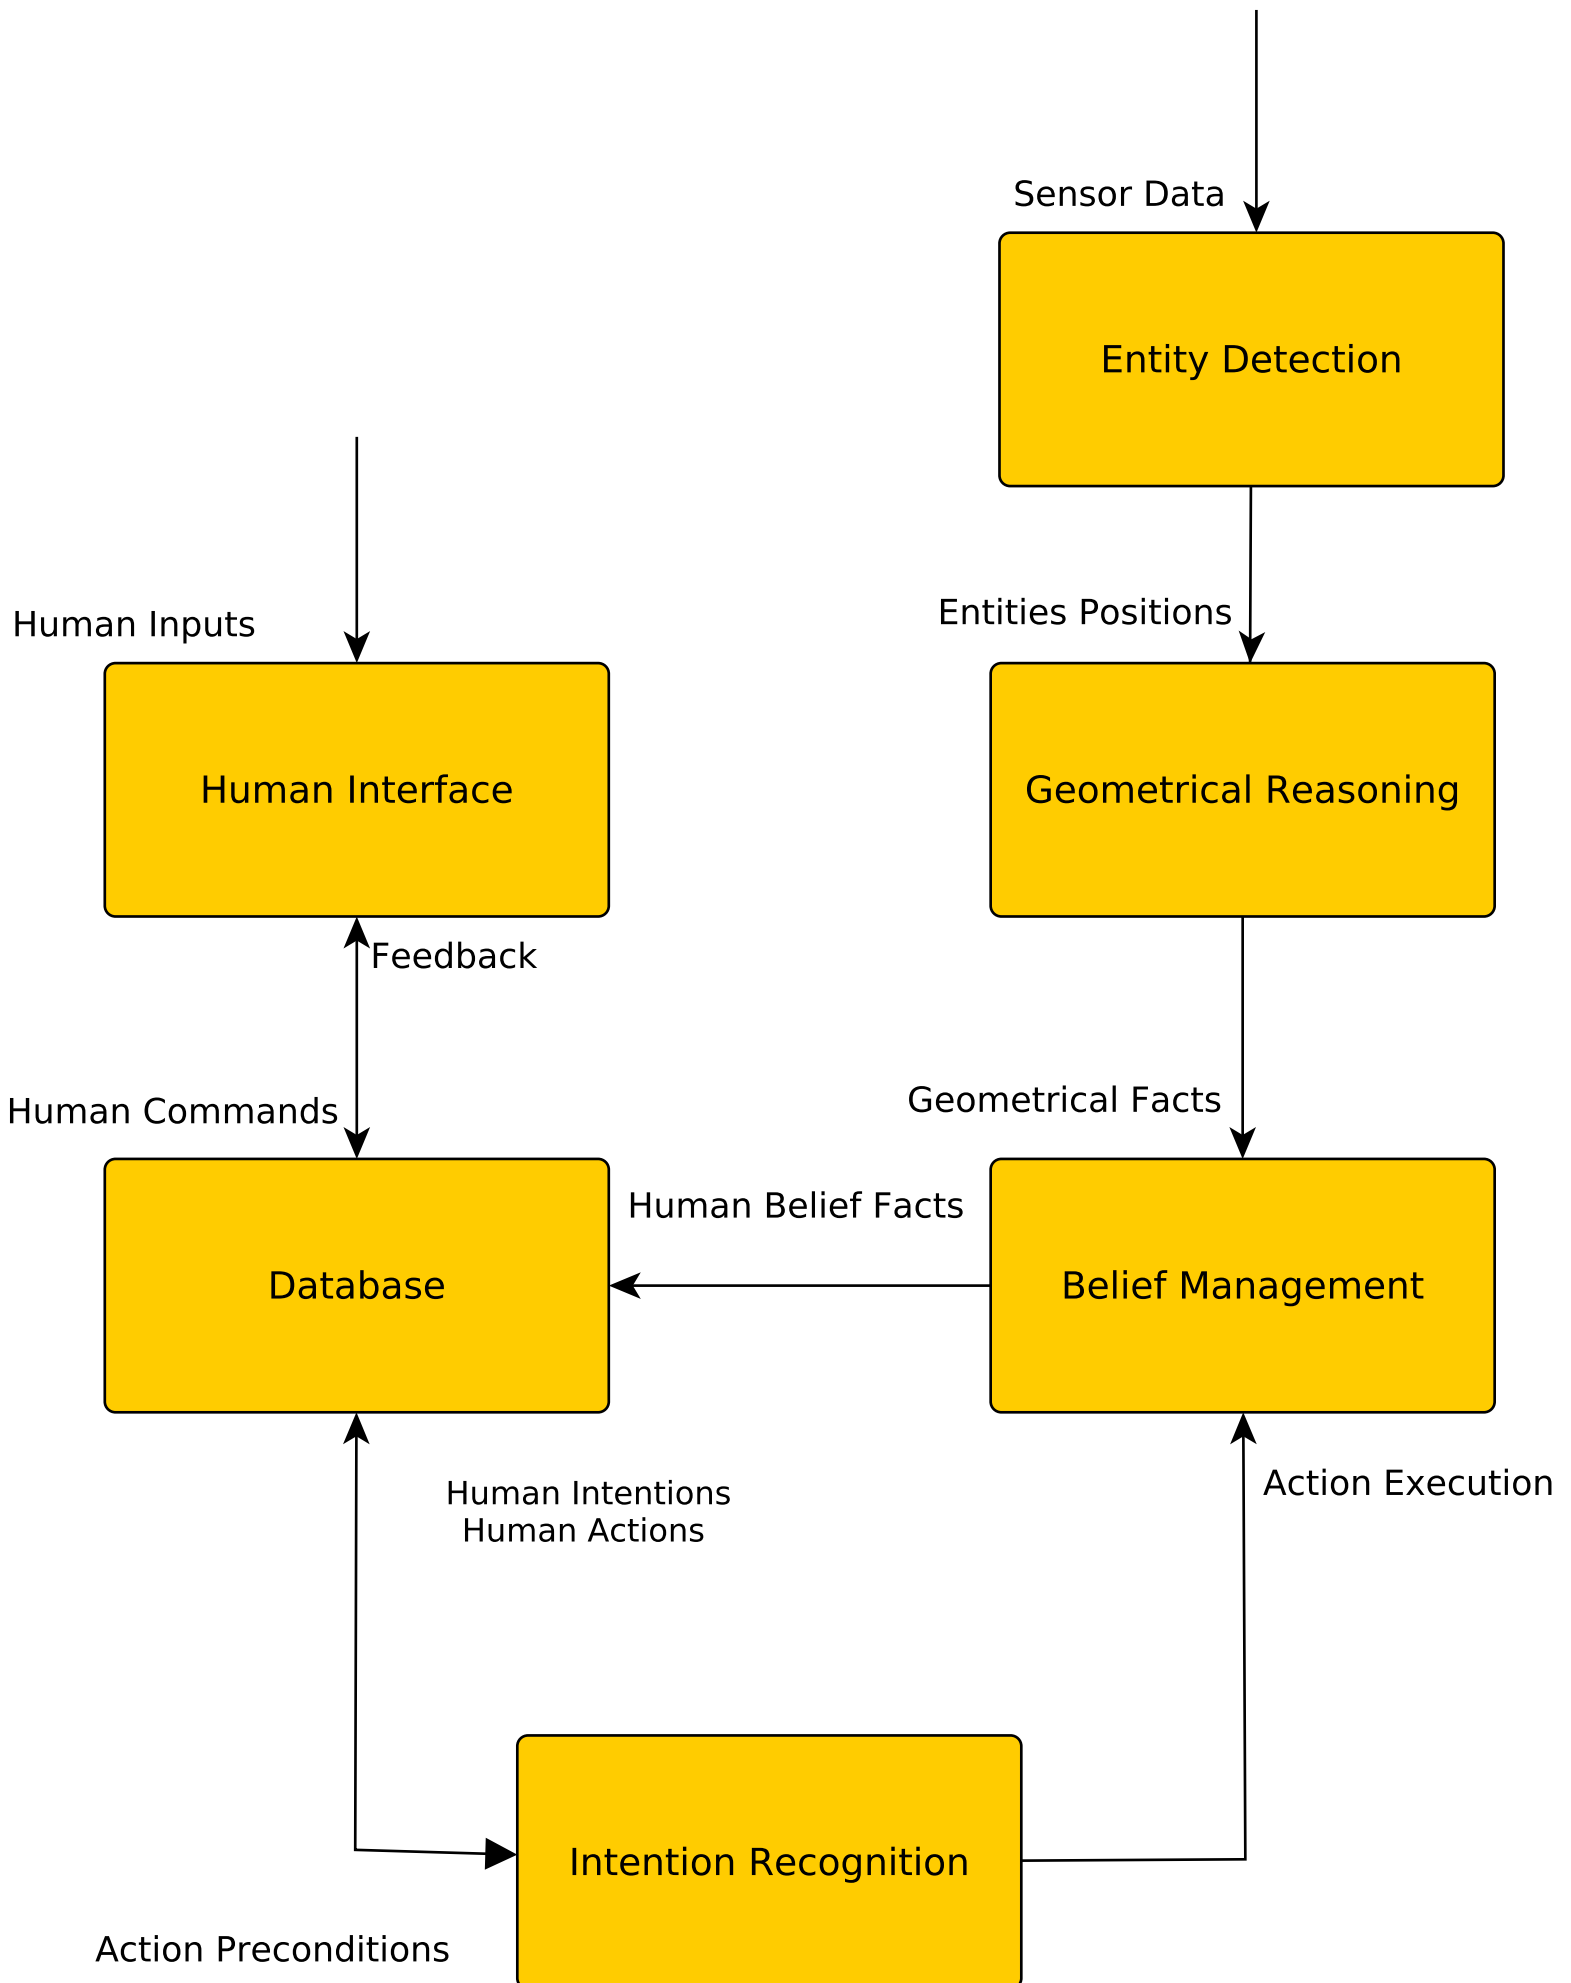 Sensor Data
Entity Detection
Entities Positions
Human Inputs
Human Interface
Geometrical Reasoning
Feedback
Human Commands
Geometrical Facts
Human Belief Facts
Database
Belief Management
Action Execution
Human Intentions
Human Actions
Intention Recognition
Action Preconditions